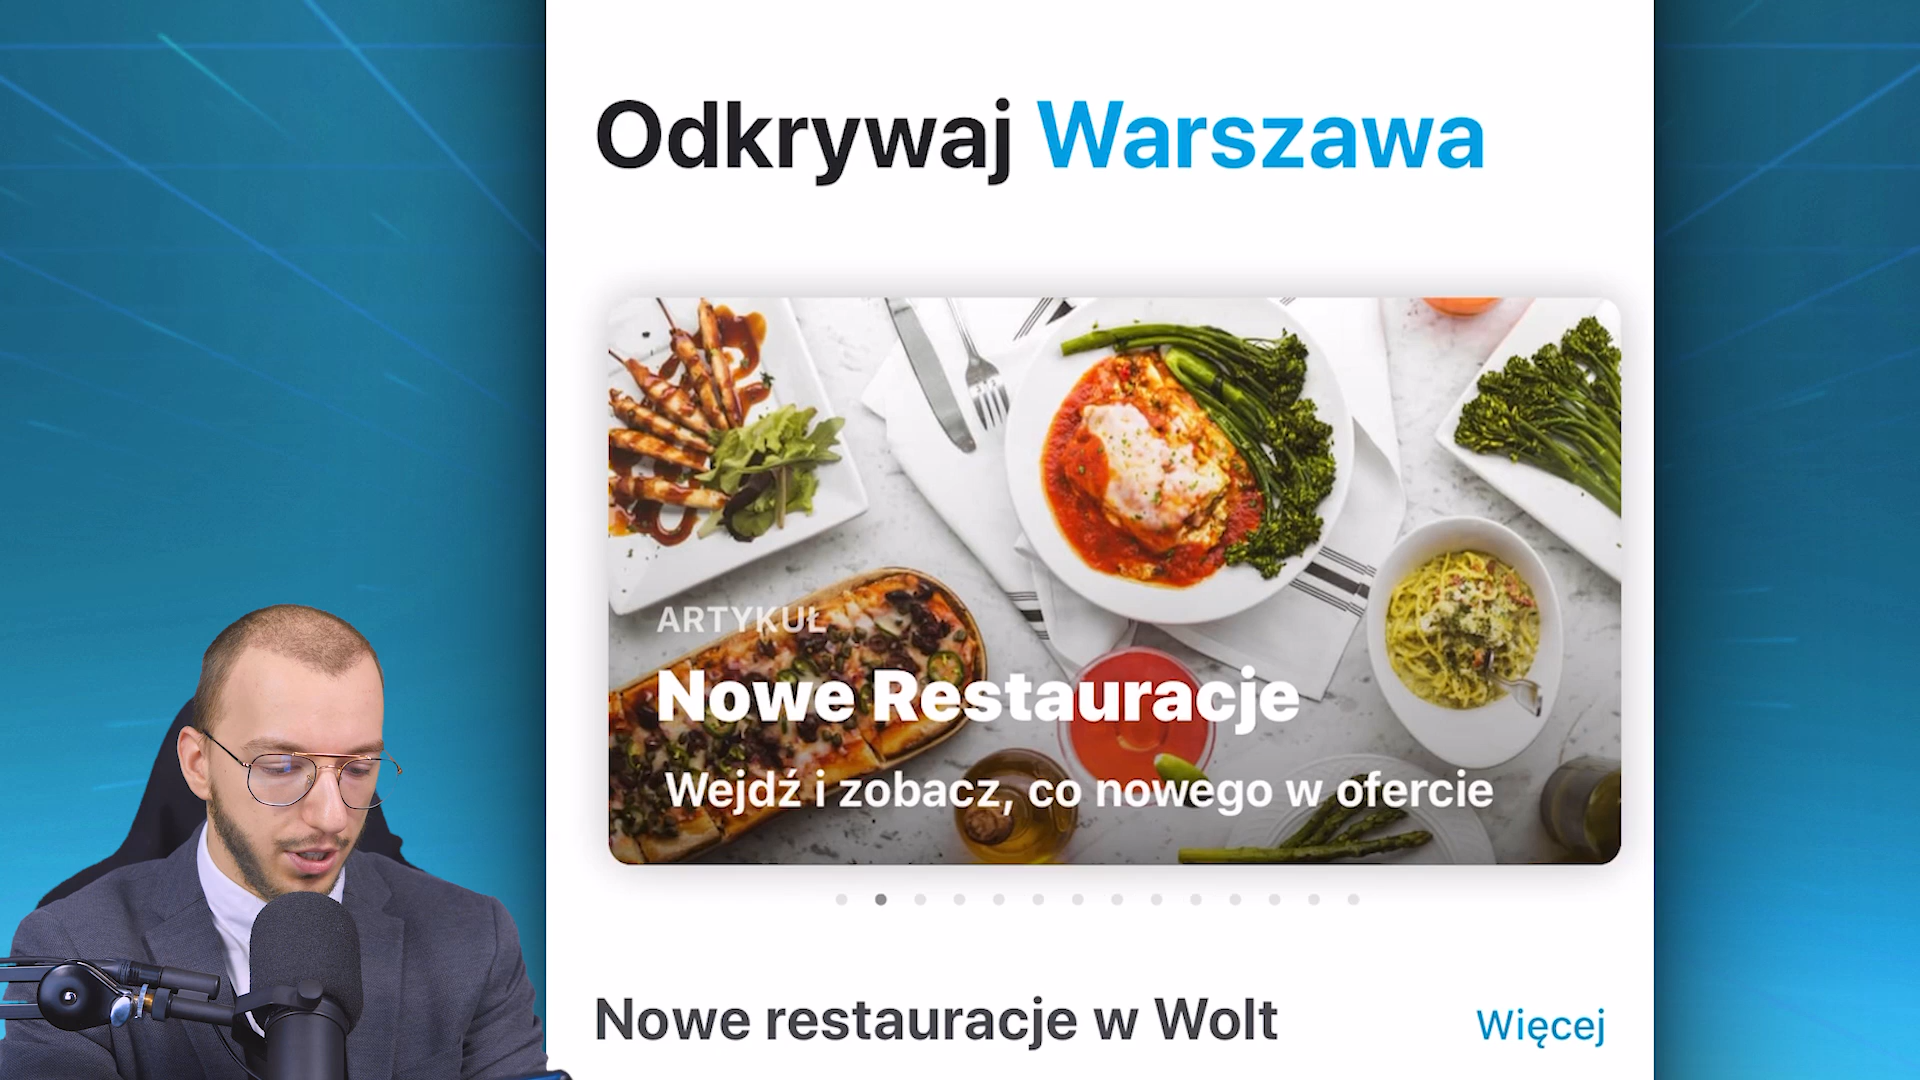 Odkrywaj Warszawa
ARTYKUŁ
Nowe Restauracje
Wejdź i zobacz, co nowego w ofercie
Nowe restauracje w Wolt
Więcej